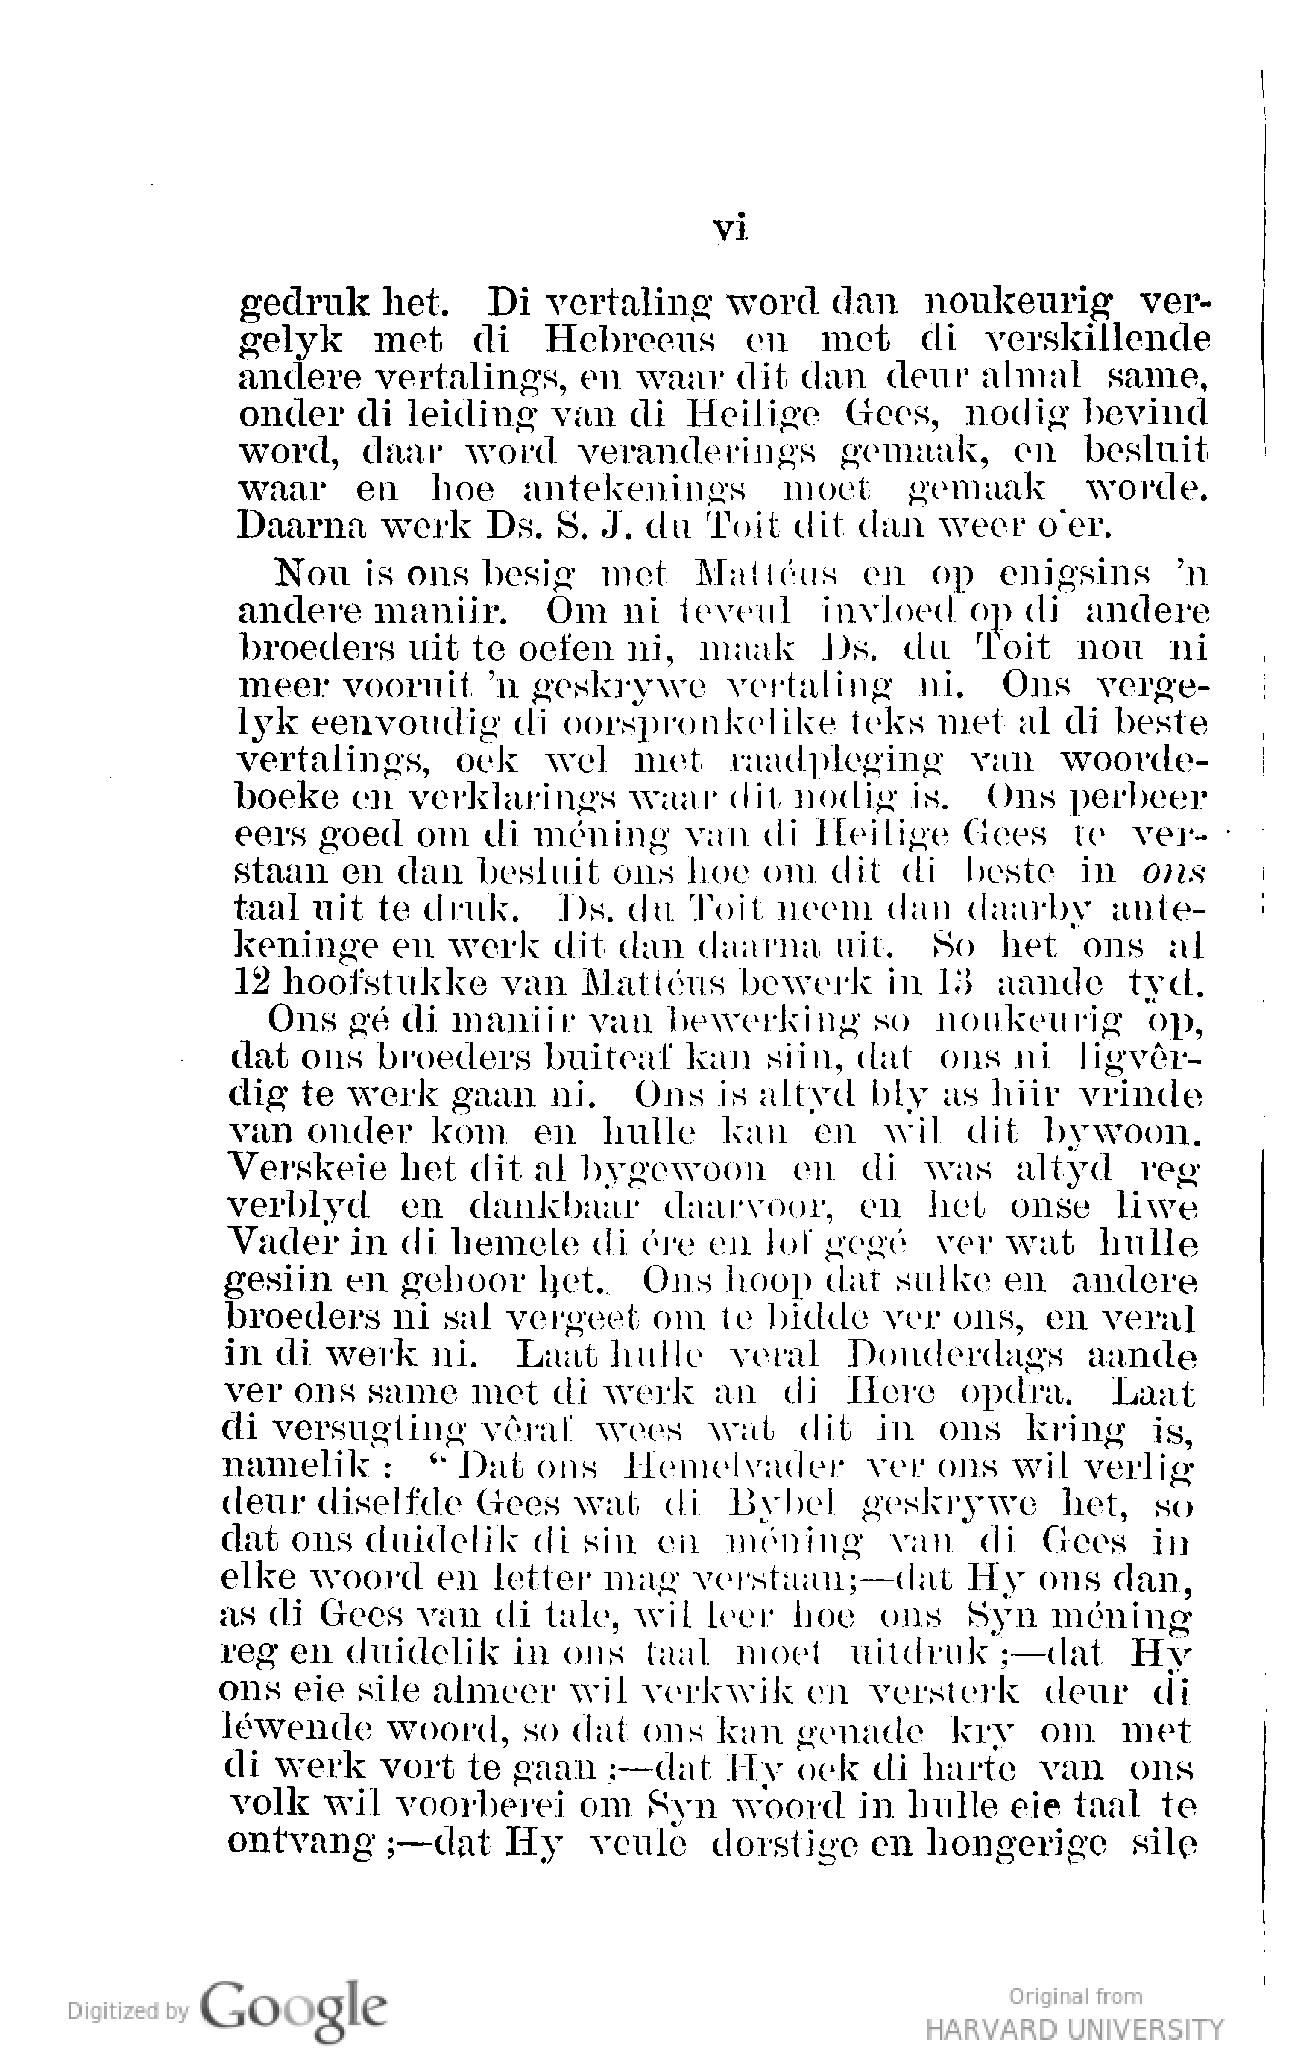 vi
gedruk het. Di vertaling word dan noukeurig ver-
gelyk met di Hebreeus en met di verskillende
andere vertalings, en waar dit dan deur almal same,
onder di leiding van di Heilige Gees, nodig bevind
word, daar word veranderings gemaak, en besluit
waar en hoe antekenings moet gemaak worde.
Daarna werk Ds. S. J. du Toit dit dan weer o'er.
Nou is ons besig met Mattéus en op enigsins 'n
andere maniir. Om ni teveul invloed op di andere
broeders uit te oefen ni, maak Ds. du Toit nou ni
meer vooruit 'n geskrywe vertaling ni. Ons verge-
lyk eenvoudig di oorspronkelike teks met al di beste
vertalings, oek wel met raadpleging van woorde-
boeke en verklarings waar dit nodig is. Ons perbeer
eers goed om di méning van di Heilige Gees te ver-
staan en dan besluit ons hoe om dit di beste in ons
taal uit te druk. Ds. du Toit neem dan daarby ante-
keninge en werk dit dan daarna uit. So het ons al
12 hoofstukke van Mattéus bewerk in 13 aande tyd.
Ons gé di maniir van bewerking so noukeurig op,
dat ons broeders buiteaf kan siin, dat ons ni ligvêr-
dig te werk gaan ni. Ons is altyd bly as hiir vrinde
van onder kom en hulle kan en wil dit bywoon.
Verskeie het dit al bygewoon en di was altyd reg
verblyd en dankbaar daarvoor, en het onse liwe
Vader in di hemele di ére en lof gegé ver wat hulle
gesiin en gehoor het. Ons hoop dat sulke en andere
broeders ni sal vergeet om te bidde ver ons, en veral
in di werk ni. Laat hulle veral Donderdags aande
ver ons same met di werk an di Here opdra. Laat
di versugting vêraf wees wat dit in ons kring is,
namelik : “Dat ons Hemelvader ver ons wil verlig
deur diselfde Gees wat di Bybel geskrywe het, so
dat ons duidelik di sin en méning van di Gees in
elke woord en letter mag verstaan;—dat Hy ons dan,
as di Gees van di tale, wil leer hoe ons Syn méning
reg en duidelik in ons taal moet uitdruk ;—dat Hy
ons eie sile almeer wil verkwik en versterk deur di
léwende woord, so dat ons kan genade kry om met
di werk vort te gaan ;—dat Hy oek di harte van ons
volk wil voorberei om Syn woord in hulle eie taal te
ontvang ;—dat Hy veule dorstige en hongerige sile
Digitized by Google
Original from
HARVARD UNIVERSITY